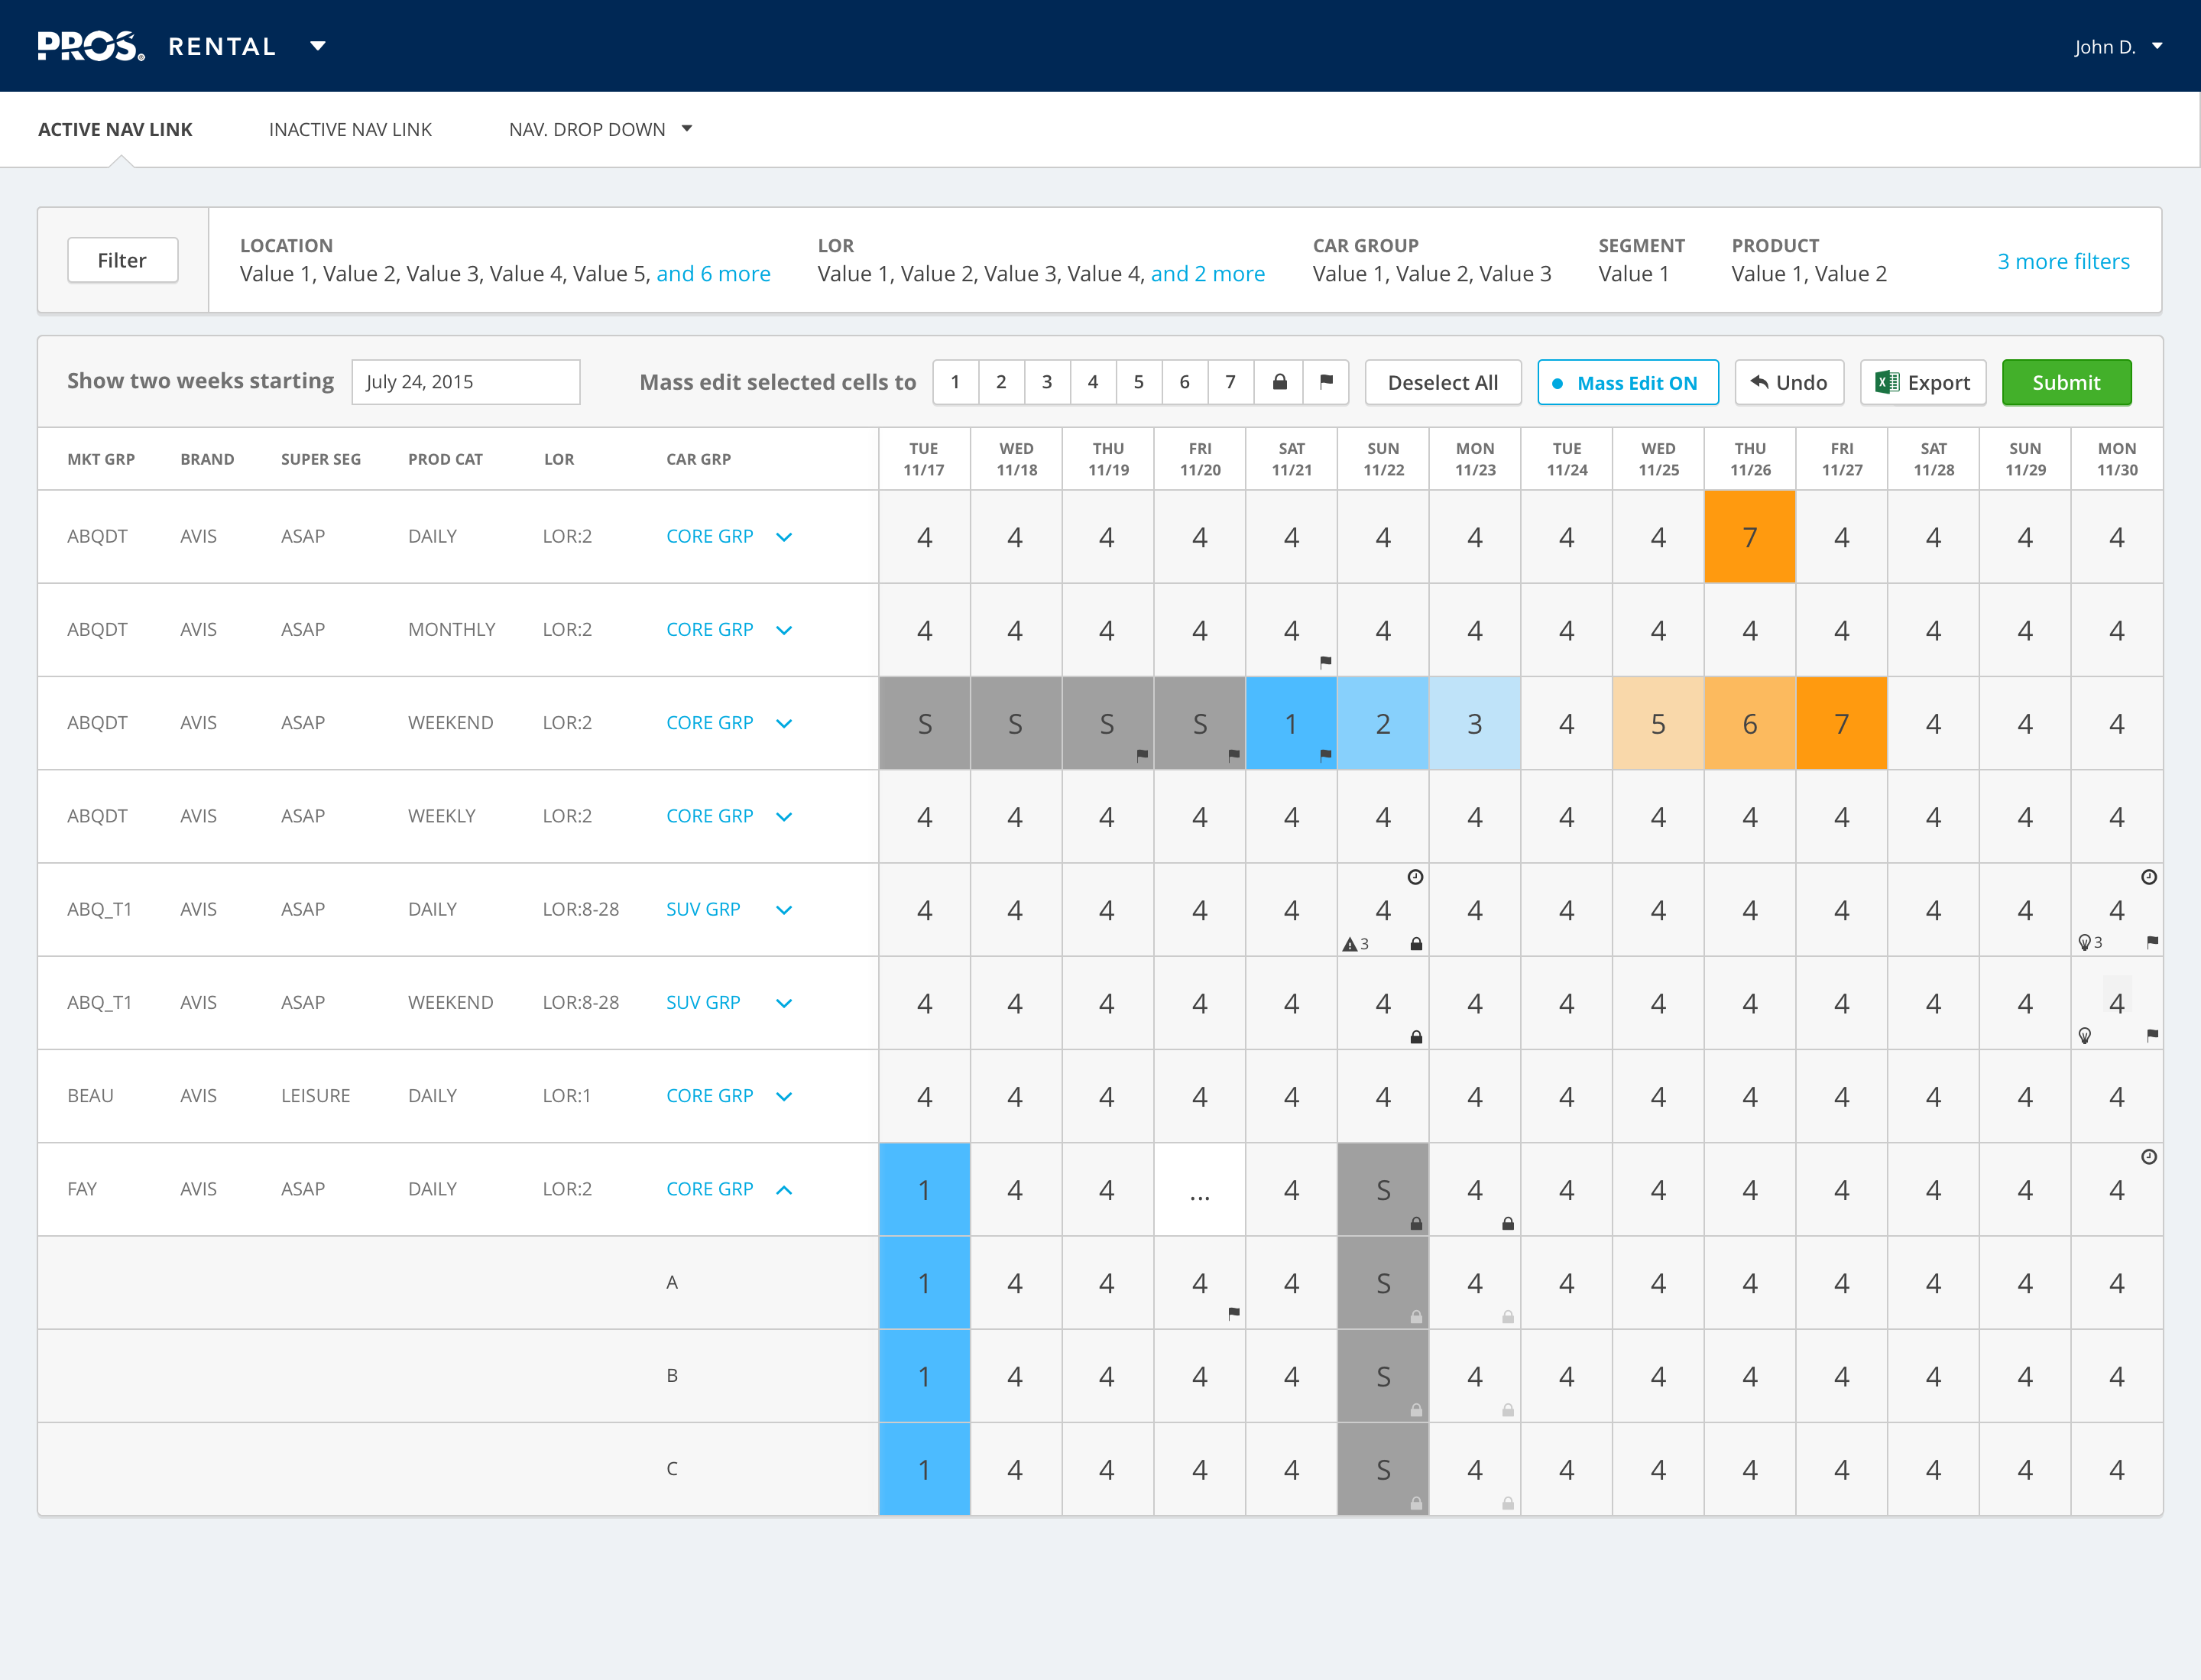 PROS® RENTAL
John D.
ACTIVE NAV LINK INACTIVE NAV LINK NAV. DROP DOWN
Filter
LOCATION LOR CAR GROUP SEGMENT PRODUCT
Value 1, Value 2, Value 3, Value 4, Value 5, and 6 more Value 1, Value 2, Value 3, Value 4, and 2 more Value 1, Value 2, Value 3 Value 1 Value 1, Value 2 3 more filters
Show two weeks starting July 24, 2015 Mass edit selected cells to 1 2 3 4 5 6 7 Deselect All Mass Edit ON Undo Export Submit
MKT GRP BRAND SUPER SEG PROD CAT LOR CAR GRP TUE WED THU FRI SAT SUN MON TUE WED THU FRI SAT SUN MON
11/17 11/18 11/19 11/20 11/21 11/22 11/23 11/24 11/25 11/26 11/27 11/28 11/29 11/30
ABQDT AVIS ASAP DAILY LOR:2 CORE GRP 4 4 4 4 4 4 4 4 4 7 4 4 4 4
ABQDT AVIS ASAP MONTHLY LOR:2 CORE GRP 4 4 4 4 4 4 4 4 4 4 4 4 4 4
ABQDT AVIS ASAP WEEKEND LOR:2 CORE GRP S S S S 1 2 3 4 5 6 7 4 4 4
ABQDT AVIS ASAP WEEKLY LOR:2 CORE GRP 4 4 4 4 4 4 4 4 4 4 4 4 4 4
ABQ_T1 AVIS ASAP DAILY LOR:8-28 SUV GRP 4 4 4 4 4 4 4 4 4 4 4 4 4 4
3 3
ABQ_T1 AVIS ASAP WEEKEND LOR:8-28 SUV GRP 4 4 4 4 4 4 4 4 4 4 4 4 4 4
BEAU AVIS LEISURE DAILY LOR:1 CORE GRP 4 4 4 4 4 4 4 4 4 4 4 4 4 4
FAY AVIS ASAP DAILY LOR:2 CORE GRP 1 4 4 ... 4 S 4 4 4 4 4 4 4 4
A 1 4 4 4 4 S 4 4 4 4 4 4 4 4
B 1 4 4 4 4 S 4 4 4 4 4 4 4 4
C 1 4 4 4 4 S 4 4 4 4 4 4 4 4